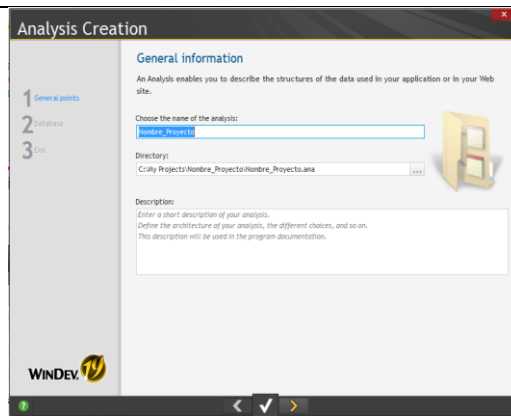 Analysis Creation
General information
An Analysis enables you to describe the structures of the data used in your application or in your Web
site.
1 General points
2 Database
3 End
Choose the name of the analysis:
Nombre_Proyecto
Directory:
C:\My Projects\Nombre_Proyecto\Nombre_Proyecto.ana
...
Description:
Enter a short description of your analysis.
Define the architecture of your analysis, the different choices, and so on.
This description will be used in the program documentation.
WINDEV. 19
?